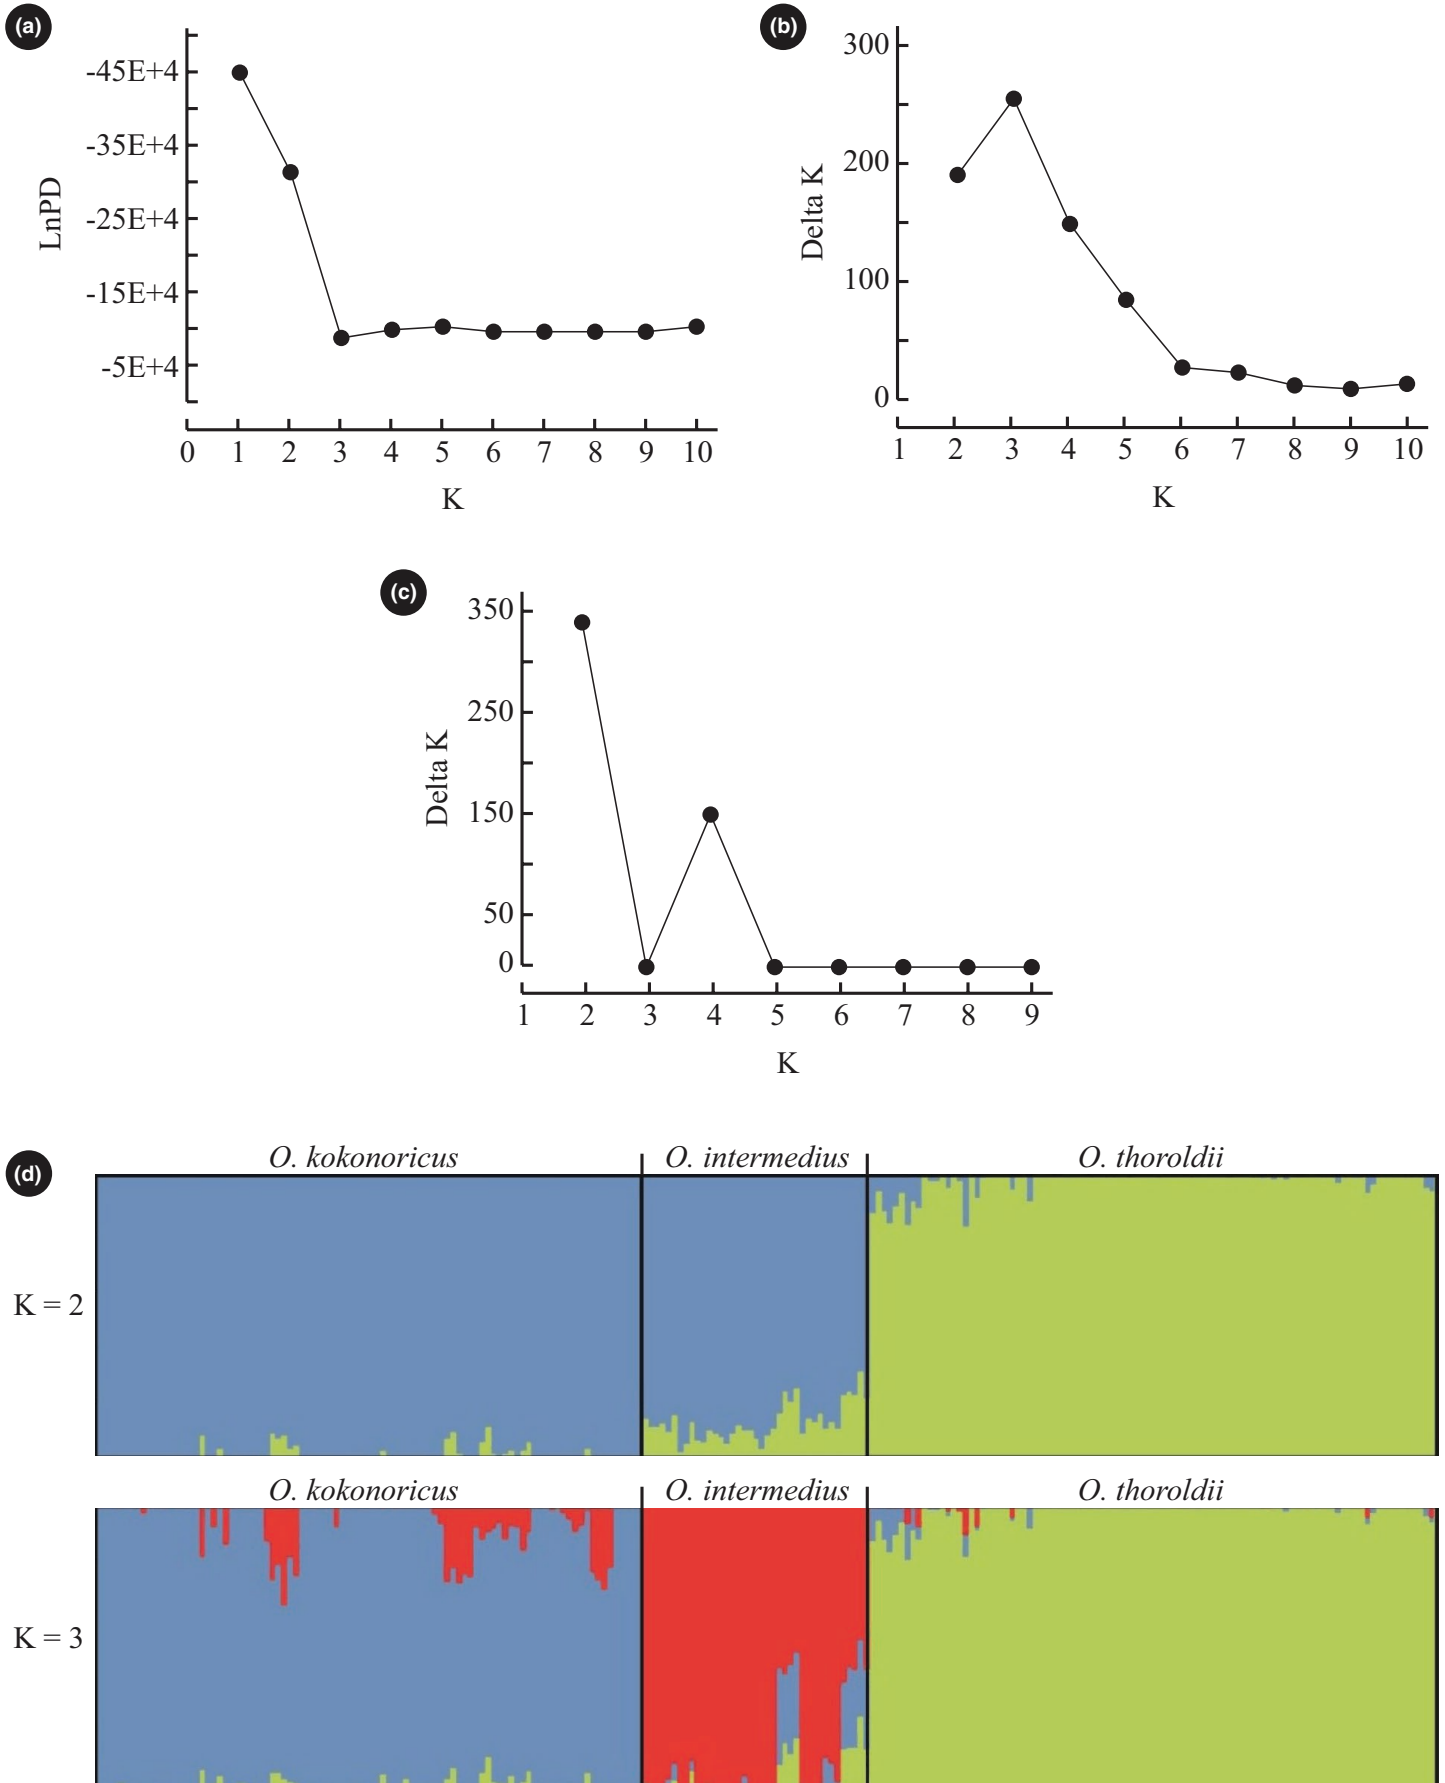 (a)
-45E+4
-35E+4
-25E+4
-15E+4
-5E+4
LnPD
0 1 2 3 4 5 6 7 8 9 10
K
(b)
300
200
100
0
Delta K
1 2 3 4 5 6 7 8 9 10
K
(c)
350
250
150
50
0
Delta K
1 2 3 4 5 6 7 8 9
K
(d)
O. kokonoricus O. intermedius O. thoroldii
K = 2
O. kokonoricus O. intermedius O. thoroldii
K = 3